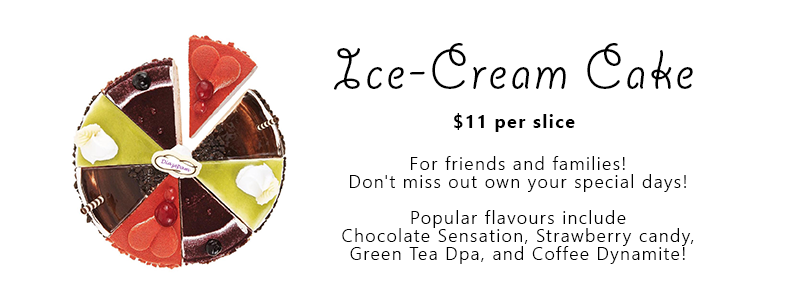 Ice-Cream Cake
$11 per slice
For friends and families!
Don't miss out own your special days!
Popular flavours include
Chocolate Sensation, Strawberry candy,
Green Tea Dpa, and Coffee Dynamite!